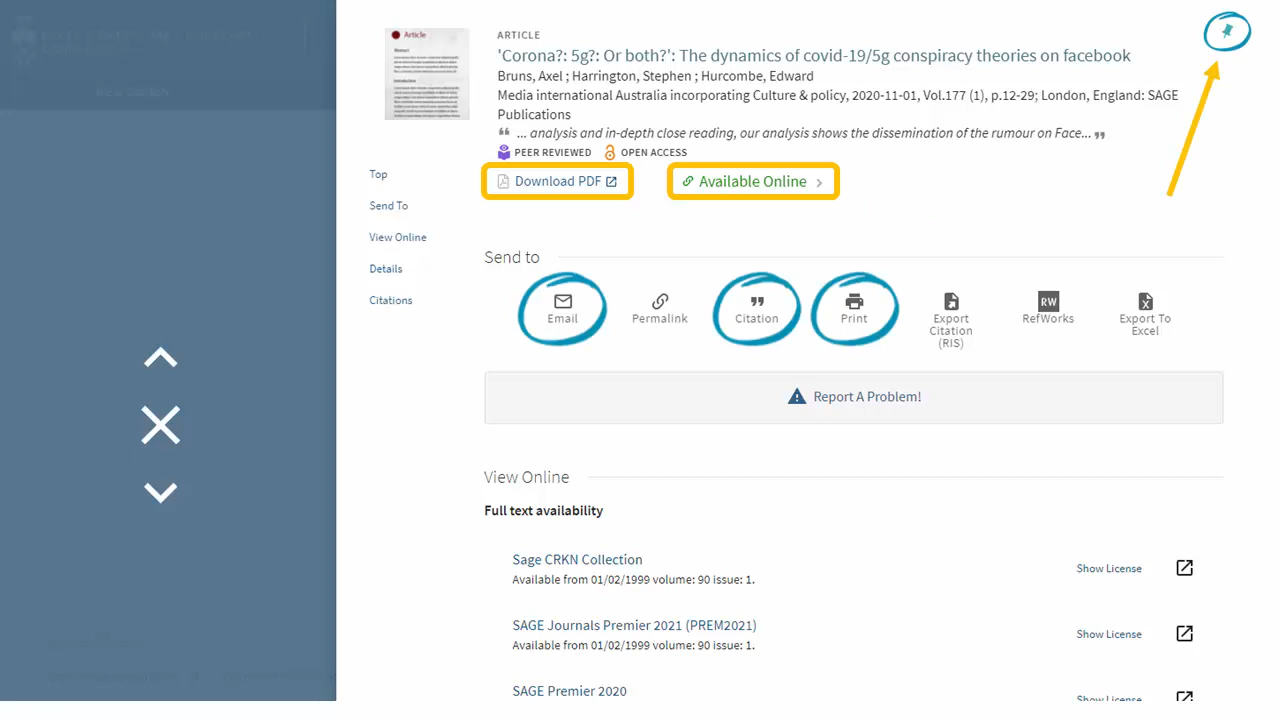 Article
ARTICLE
'Corona?: 5g?: Or both?': The dynamics of covid-19/5g conspiracy theories on facebook
Bruns, Axel ; Harrington, Stephen ; Hurcombe, Edward
Media international Australia incorporating Culture & policy, 2020-11-01, Vol.177 (1), p.12-29; London, England: SAGE
Publications
... analysis and in-depth close reading, our analysis shows the dissemination of the rumour on Face...
PEER REVIEWED OPEN ACCESS
Download PDF Available Online
Top
Send To
View Online
Details
Citations
Send to
Email
Permalink
Citation
Print
Export
Citation
(RIS)
RW
RefWorks
Export To
Excel
Report A Problem!
View Online
Full text availability
Sage CRKN Collection
Available from 01/02/1999 volume: 90 issue: 1.
Show License
SAGE Journals Premier 2021 (PREM2021)
Available from 01/02/1999 volume: 90 issue: 1.
Show License
SAGE Premier 2020
Show License